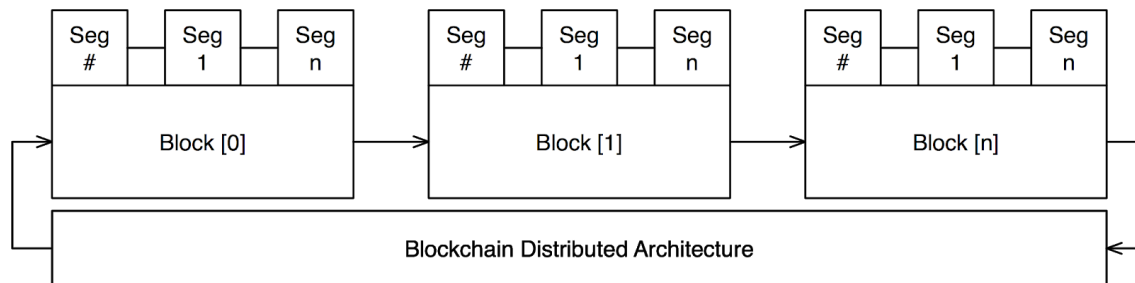 Seg
#
Seg
1
Seg
n
Seg
#
Seg
1
Seg
n
Seg
#
Seg
1
Seg
n
Block [0]
Block [1]
Block [n]
Blockchain Distributed Architecture